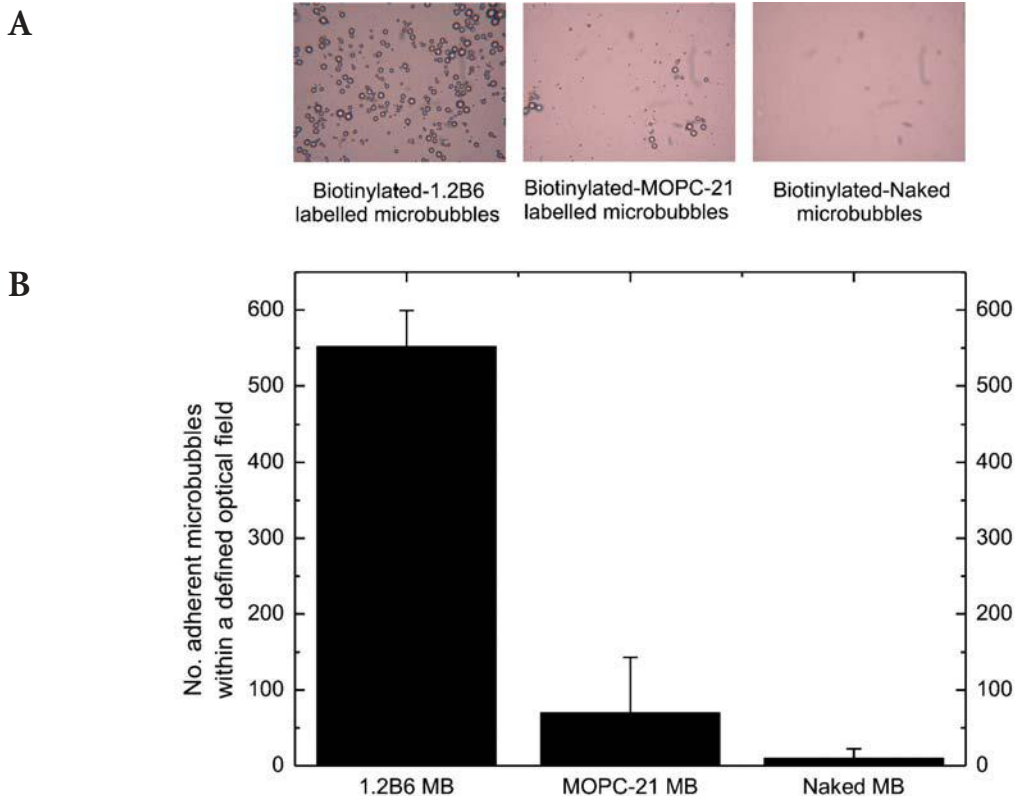 A
Biotinylated-1.2B6
labelled microbubbles
Biotinylated-MOPC-21
labelled microbubbles
Biotinylated-Naked
microbubbles
B
No. adherent microbubbles
within a defined optical field
600
500
400
300
200
100
0
600
500
400
300
200
100
0
1.2B6 MB
MOPC-21 MB
Naked MB